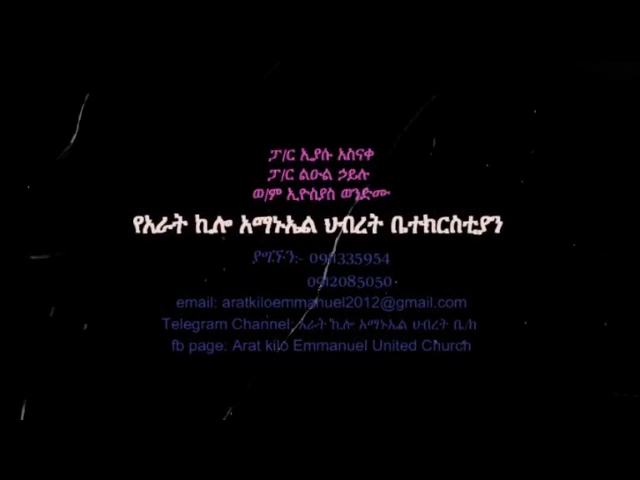 ፓ/ር ኢያሱ አስናቀ
ፓ/ር ልዑል ኃይሉ
ወ/ም ኢዮስያስ ወንድሙ
የአራት ኪሎ አማኑኤል ህብረት ቤተክርስቲያን
ያግኙን:- 0911335954
0912085050
email: aratkiloemmanuel2012@gmail.com
Telegram Channel: አራት ኪሎ አማኑኤል ህብረት ቤ/ክ
fb page: Arat kilo Emmanuel United Church